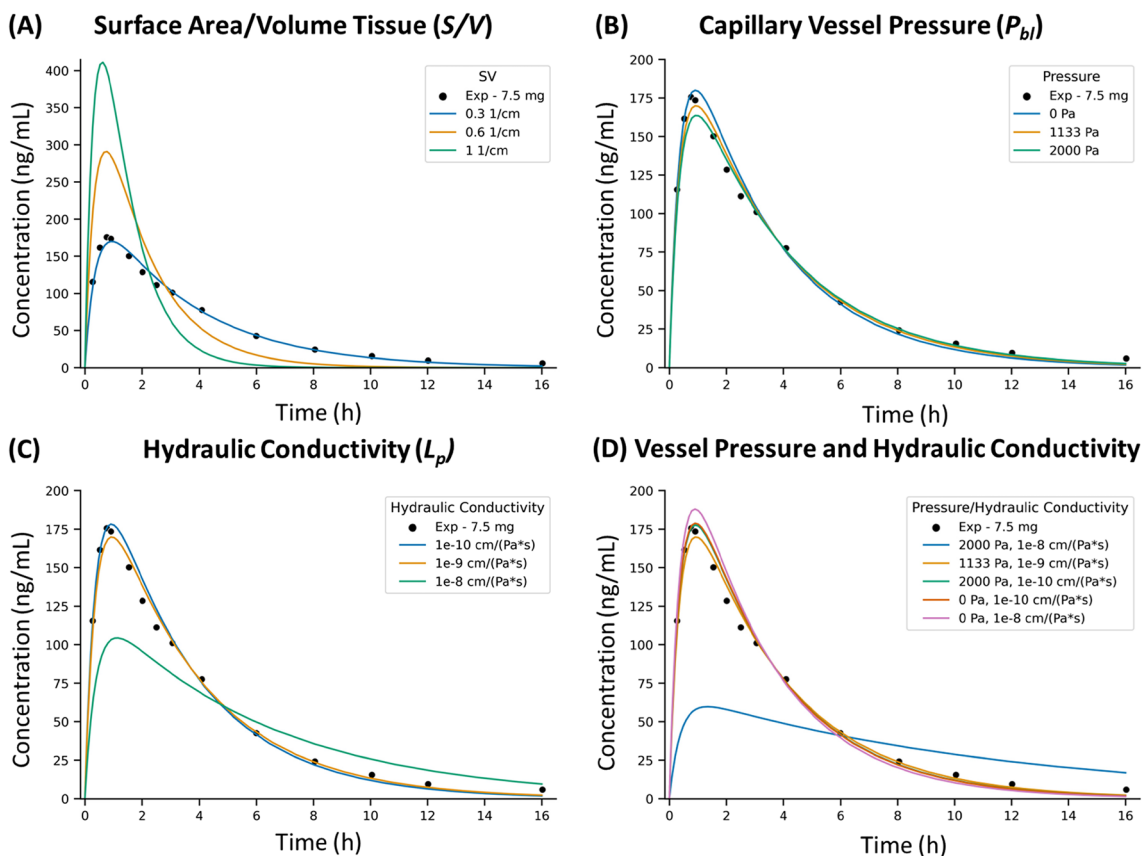 (A) Surface Area/Volume Tissue (S/V)
400
350
300
250
200
150
100
50
0
Concentration (ng/mL)
SV
Exp - 7.5 mg
0.3 1/cm
0.6 1/cm
1 1/cm
0 2 4 6 8 10 12 14 16
Time (h)
(B) Capillary Vessel Pressure (Pbl)
200
175
150
125
100
75
50
25
0
Concentration (ng/mL)
Pressure
Exp - 7.5 mg
0 Pa
1133 Pa
2000 Pa
0 2 4 6 8 10 12 14 16
Time (h)
(C) Hydraulic Conductivity (Lp)
200
175
150
125
100
75
50
25
0
Concentration (ng/mL)
Hydraulic Conductivity
Exp - 7.5 mg
1e-10 cm/(Pa*s)
1e-9 cm/(Pa*s)
1e-8 cm/(Pa*s)
0 2 4 6 8 10 12 14 16
Time (h)
(D) Vessel Pressure and Hydraulic Conductivity
200
175
150
125
100
75
50
25
0
Concentration (ng/mL)
Pressure/Hydraulic Conductivity
Exp - 7.5 mg
2000 Pa, 1e-8 cm/(Pa*s)
1133 Pa, 1e-9 cm/(Pa*s)
2000 Pa, 1e-10 cm/(Pa*s)
0 Pa, 1e-10 cm/(Pa*s)
0 Pa, 1e-8 cm/(Pa*s)
0 2 4 6 8 10 12 14 16
Time (h)